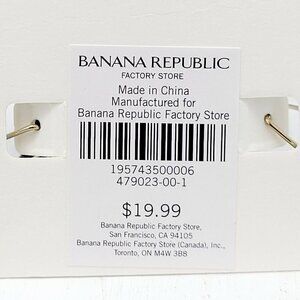 BANANA REPUBLIC
FACTORY STORE
Made in China
Manufactured for
Banana Republic Factory Store
195743500006
479023-00-1
$19.99
Banana Republic Factory Store,
San Francisco, CA 94105
Banana Republic Factory Store (Canada), Inc.,
Toronto, ON M4W 3B8